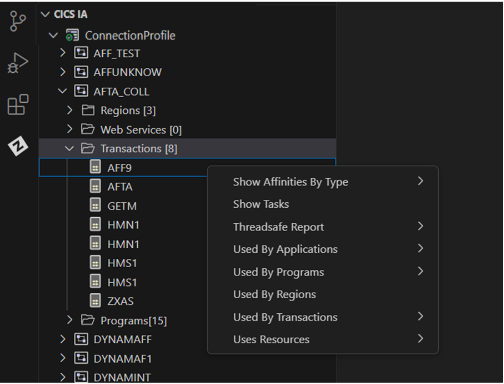 CICS IA
ConnectionProfile
AFF_TEST
AFFUNKNOW
AFTA_COLL
Regions [3]
Web Services [0]
Transactions [8]
AFF9
AFTA
GETM
HMN1
HMN1
HMS1
HMS1
ZXAS
Programs[15]
DYNAMAFF
DYNAMAF1
DYNAMINT
Show Affinities By Type
Show Tasks
Threadsafe Report
Used By Applications
Used By Programs
Used By Regions
Used By Transactions
Uses Resources